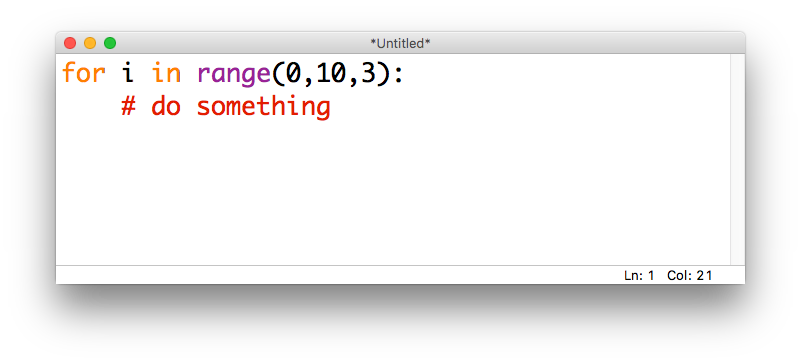 *Untitled*
for i in range(0,10,3):
    # do something
Ln: 1 Col: 21